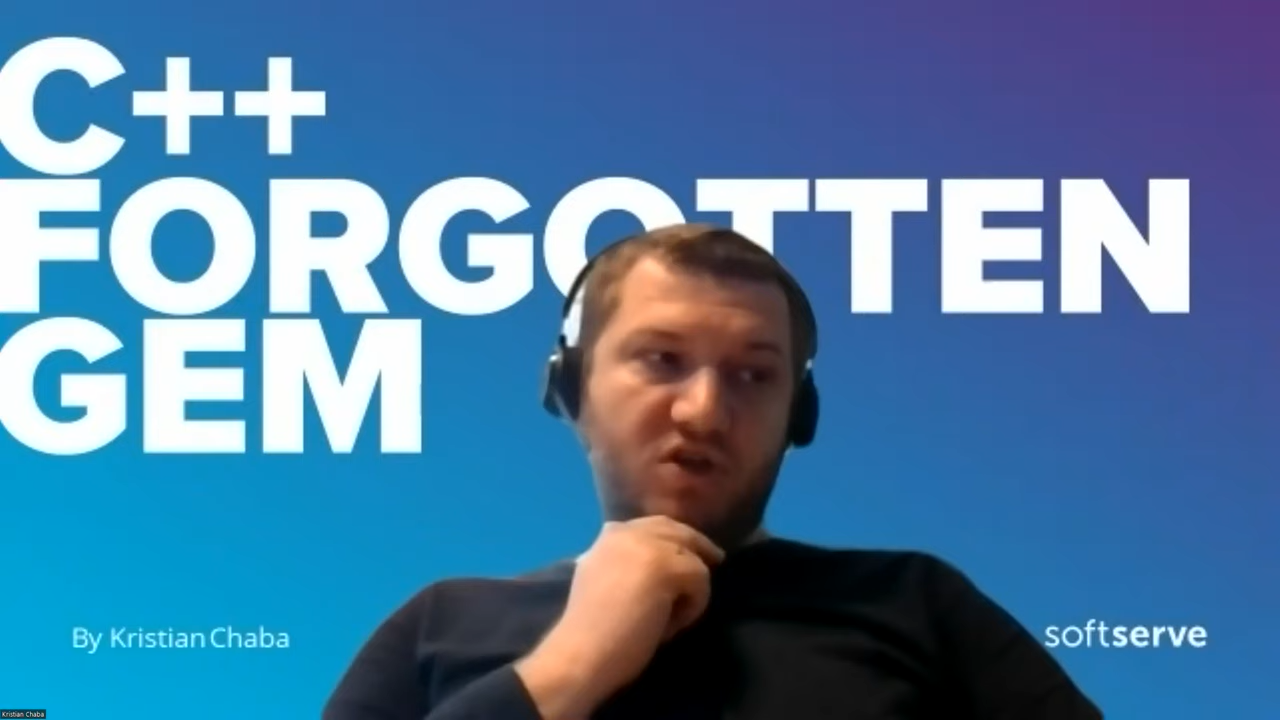 C++
FORGOTTEN
GEM
By Kristian Chaba
softserve
Kristian Chaba